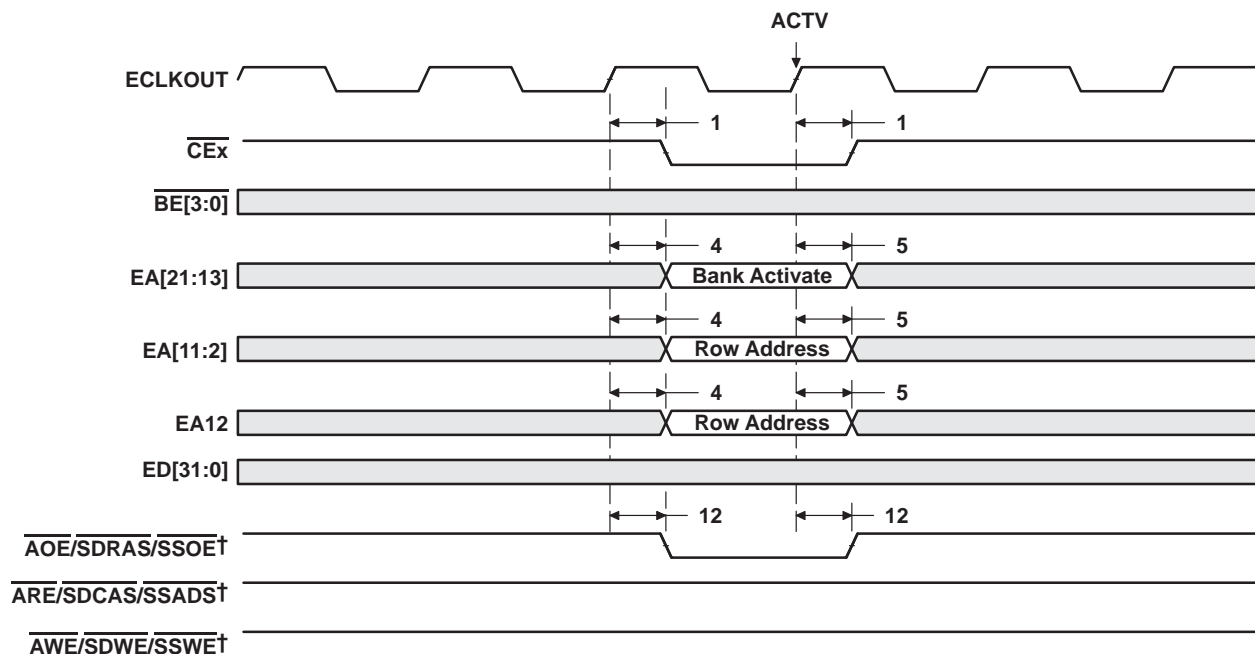 ACTV
ECLKOUT
1 1
CEx
BE[3:0]
4 5
EA[21:13] Bank Activate
4 5
EA[11:2] Row Address
4 5
EA12 Row Address
ED[31:0]
12 12
AOE/SDRAS/SSOE†
ARE/SDCAS/SSADS†
AWE/SDWE/SSWE†